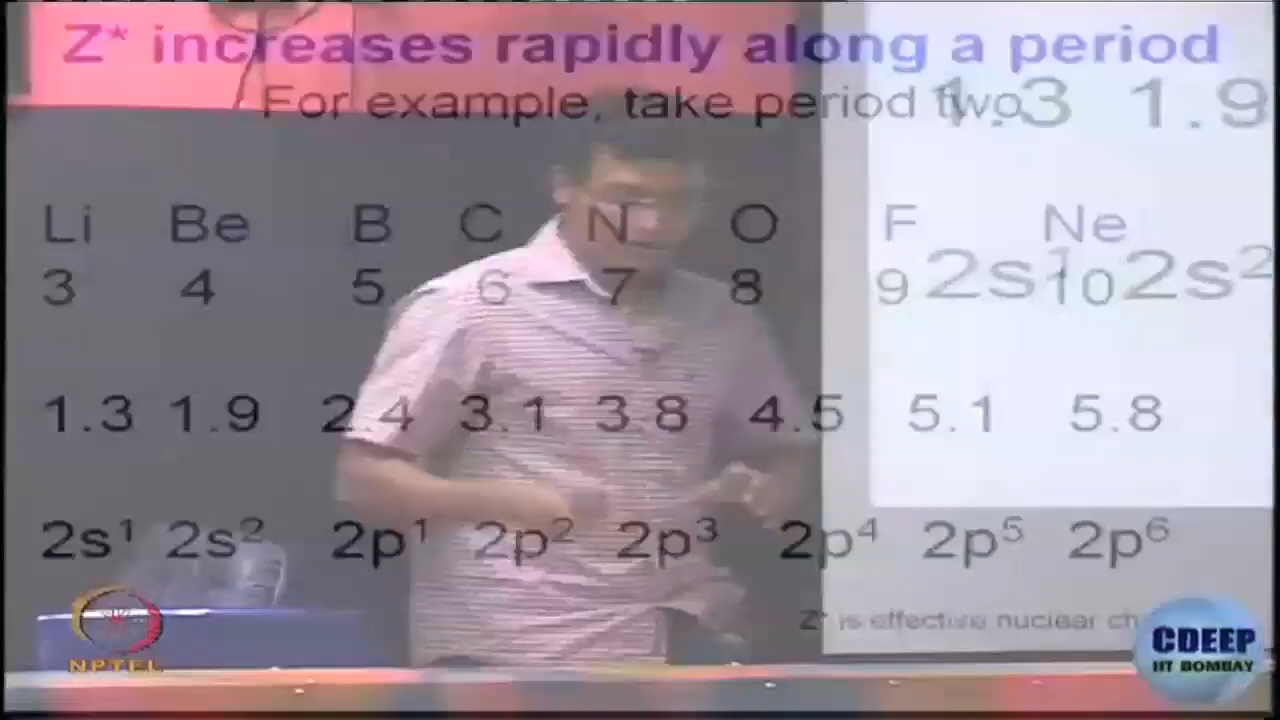 Z* increases rapidly along a period
For example, take period two
1.3 1.9
Li Be B C N O F Ne
3 4 5 6 7 8 9 10
2s¹ 2s²
1.3 1.9 2.4 3.1 3.8 4.5 5.1 5.8
2s¹ 2s² 2p¹ 2p² 2p³ 2p⁴ 2p⁵ 2p⁶
Z* is effective nuclear
NPTEL
CDEEP
IIT BOMBAY